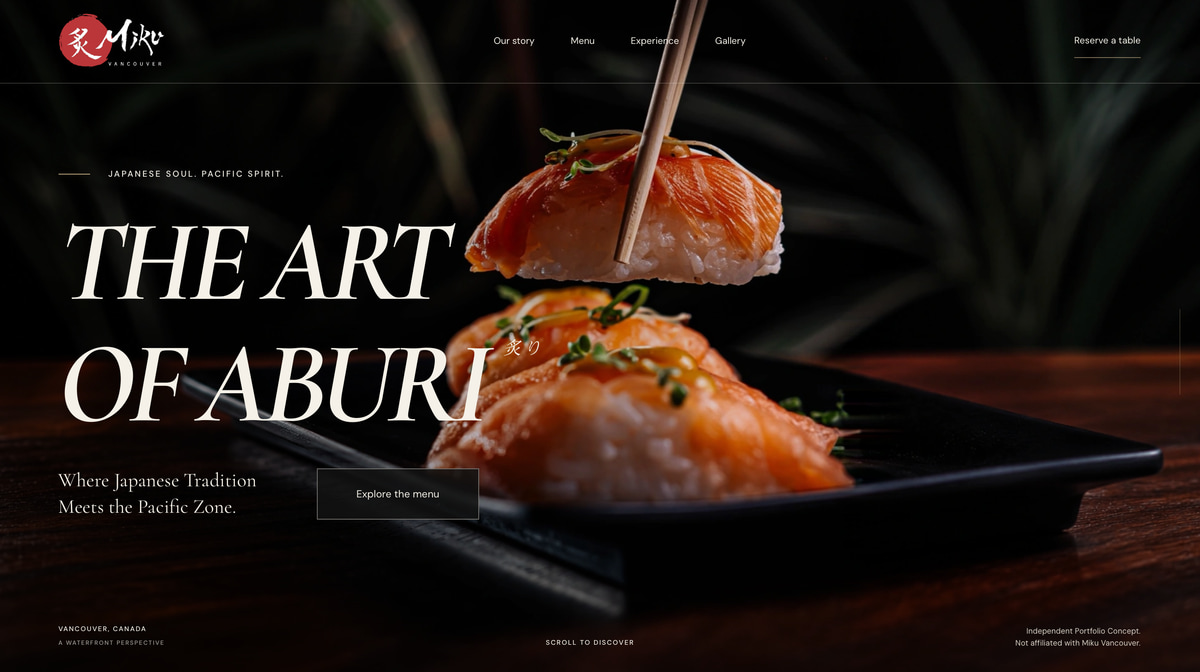 炙 Miku
VANCOUVER
Our story
Menu
Experience
Gallery
Reserve a table
JAPANESE SOUL. PACIFIC SPIRIT.
THE ART
OF ABURI
炙り
Where Japanese Tradition
Meets the Pacific Zone.
Explore the menu
VANCOUVER, CANADA
A WATERFRONT PERSPECTIVE
SCROLL TO DISCOVER
Independent Portfolio Concept.
Not affiliated with Miku Vancouver.